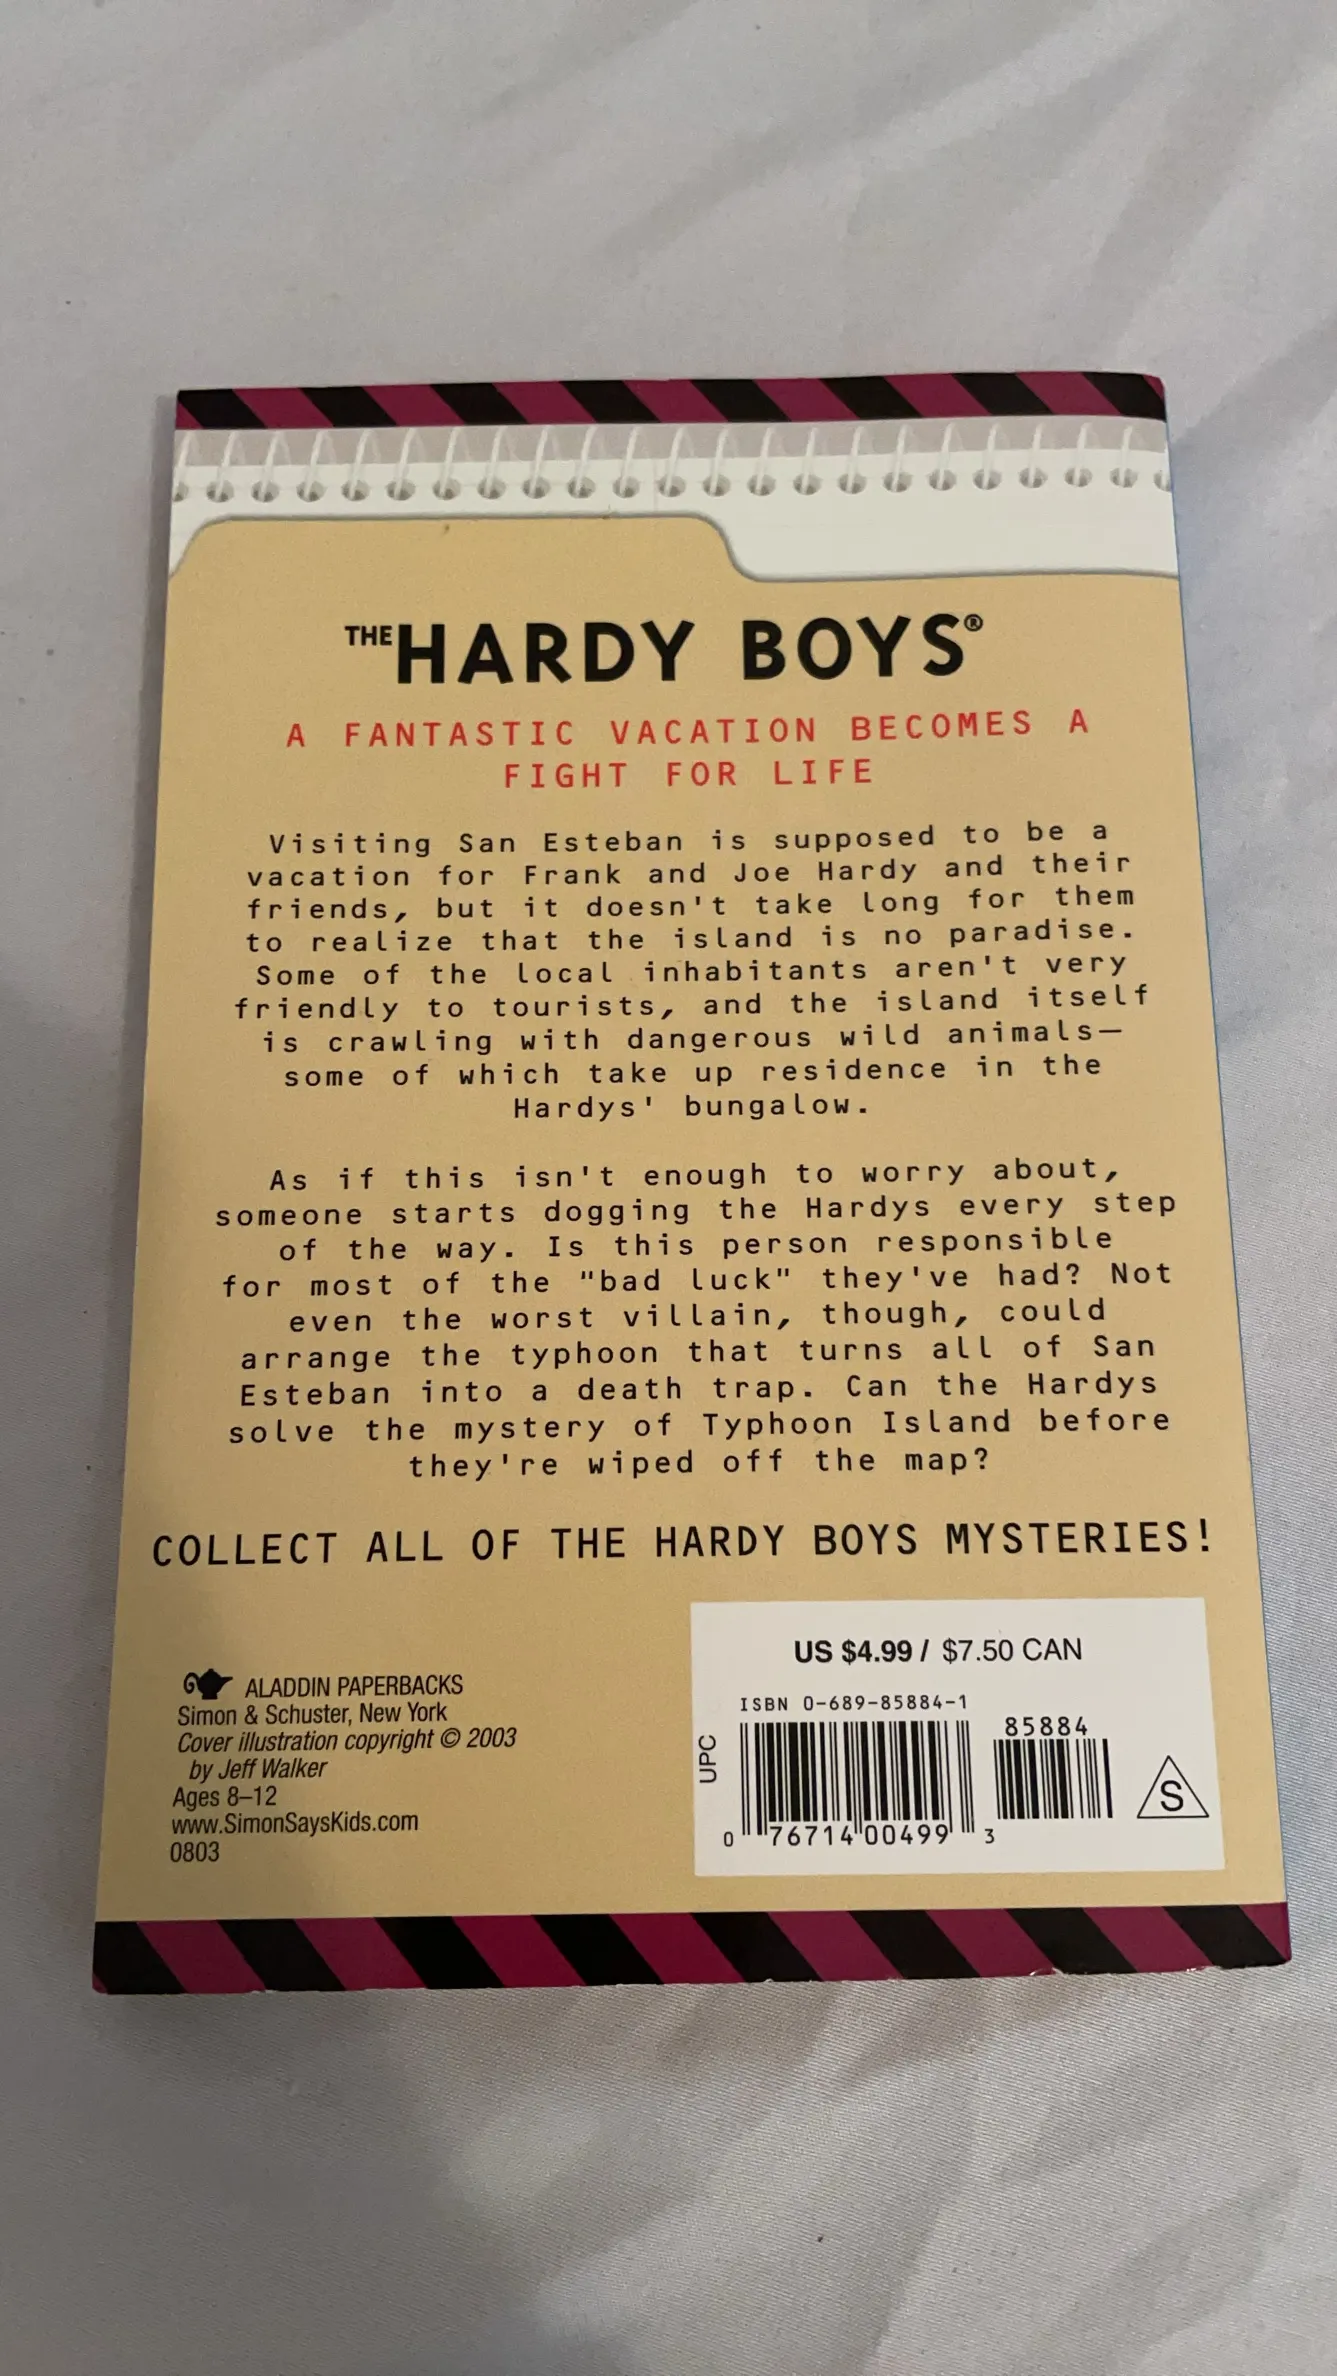 THE HARDY BOYS®
A FANTASTIC VACATION BECOMES A
FIGHT FOR LIFE
Visiting San Esteban is supposed to be a
vacation for Frank and Joe Hardy and their
friends, but it doesn't take long for them
to realize that the island is no paradise.
Some of the local inhabitants aren't very
friendly to tourists, and the island itself
is crawling with dangerous wild animals—
some of which take up residence in the
Hardys' bungalow.
As if this isn't enough to worry about,
someone starts dogging the Hardys every step
of the way. Is this person responsible
for most of the "bad luck" they've had? Not
even the worst villain, though, could
arrange the typhoon that turns all of San
Esteban into a death trap. Can the Hardys
solve the mystery of Typhoon Island before
they're wiped off the map?
COLLECT ALL OF THE HARDY BOYS MYSTERIES!
ALADDIN PAPERBACKS
Simon & Schuster, New York
Cover illustration copyright © 2003
by Jeff Walker
Ages 8–12
www.SimonSaysKids.com
0803
US $4.99 / $7.50 CAN
ISBN 0-689-85884-1
85884
UPC
S
0 76714 00499 3